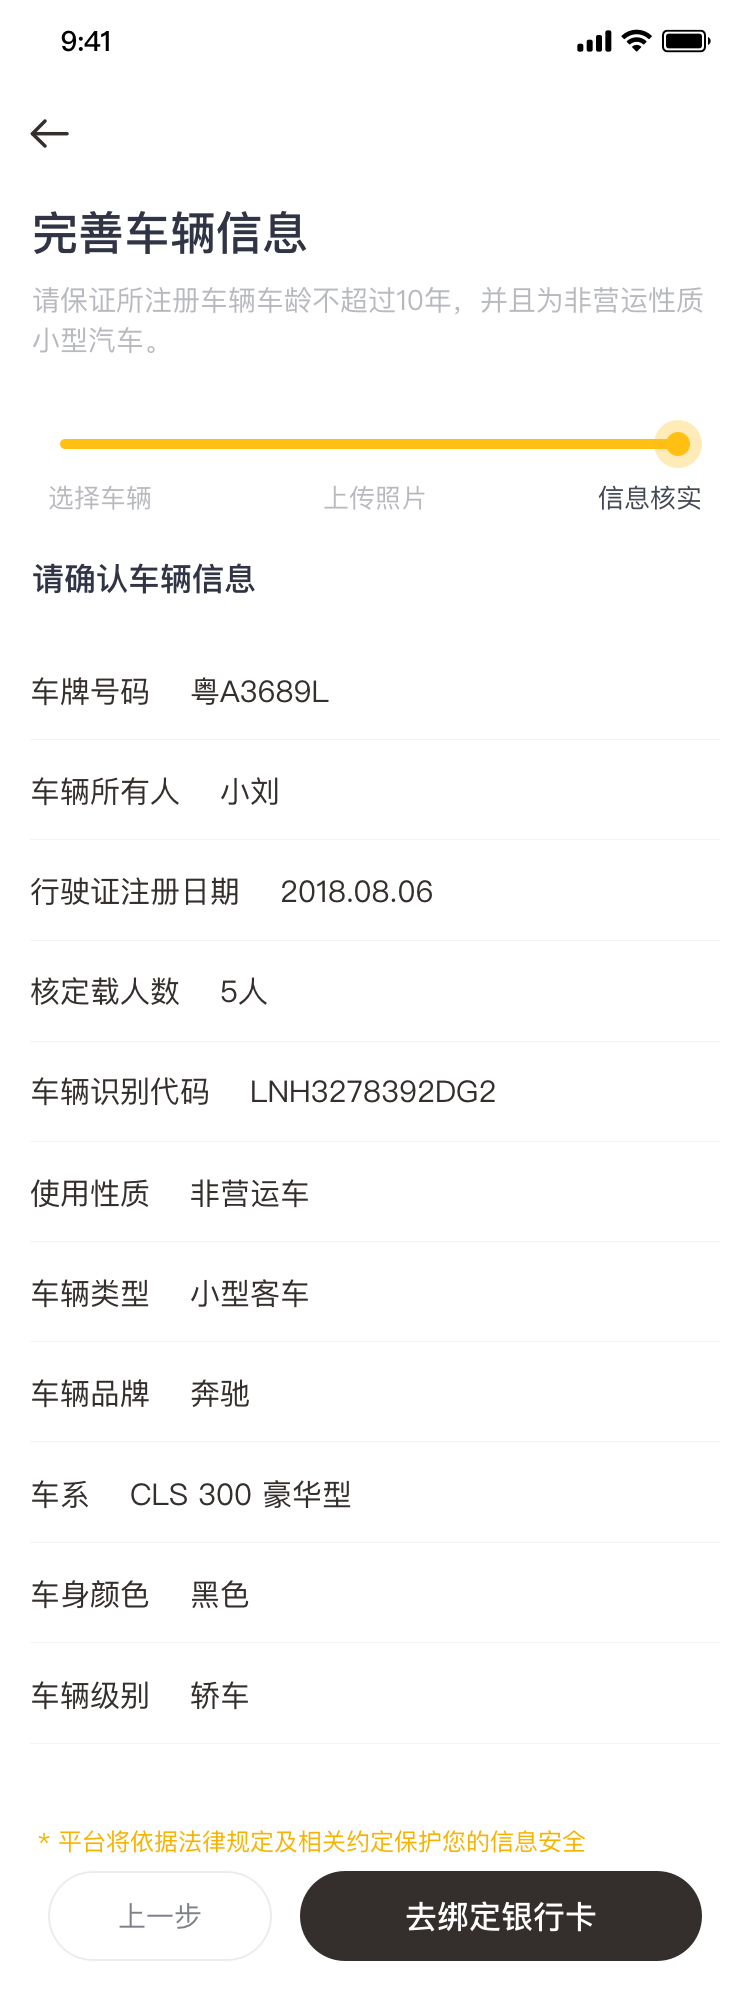 9:41
完善车辆信息
请保证所注册车辆车龄不超过10年，并且为非营运性质
小型汽车。
选择车辆 上传照片 信息核实
请确认车辆信息
车牌号码 粤A3689L
车辆所有人 小刘
行驶证注册日期 2018.08.06
核定载人数 5人
车辆识别代码 LNH3278392DG2
使用性质 非营运车
车辆类型 小型客车
车辆品牌 奔驰
车系 CLS 300 豪华型
车身颜色 黑色
车辆级别 轿车
* 平台将依据法律规定及相关约定保护您的信息安全
上一步 去绑定银行卡